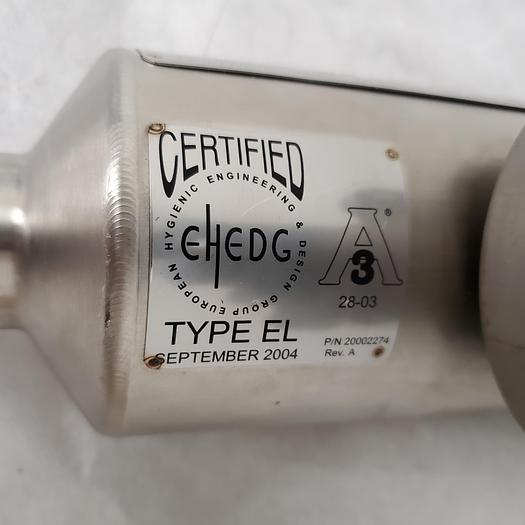 CERTIFIED
EUROPEAN HYGIENIC ENGINEERING & DESIGN GROUP
EHEDG
TYPE EL
SEPTEMBER 2004
A ®
3
28-03
P/N 20002274
Rev. A